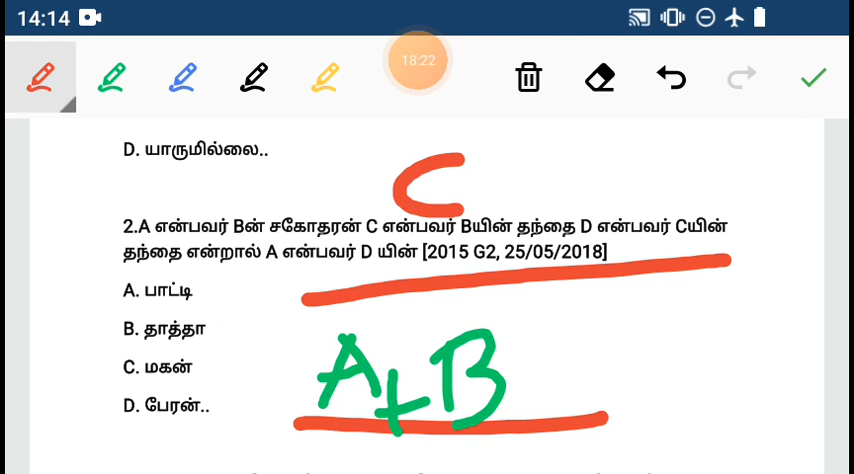 14:14
18:22
D. யாருமில்லை..
C
2.A என்பவர் Bன் சகோதரன் C என்பவர் Bயின் தந்தை D என்பவர் Cயின்
தந்தை என்றால் A என்பவர் D யின் [2015 G2, 25/05/2018]
A. பாட்டி
B. தாத்தா
C. மகன்
D. பேரன்..
A+B